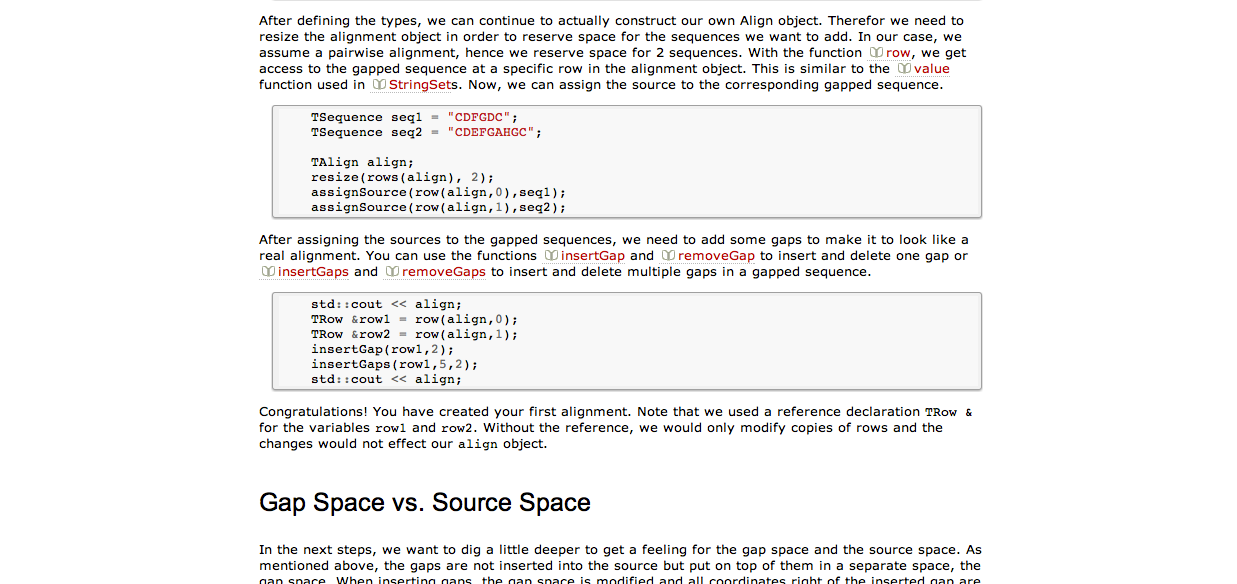 After defining the types, we can continue to actually construct our own Align object. Therefor we need to
resize the alignment object in order to reserve space for the sequences we want to add. In our case, we
assume a pairwise alignment, hence we reserve space for 2 sequences. With the function row, we get
access to the gapped sequence at a specific row in the alignment object. This is similar to the value
function used in StringSets. Now, we can assign the source to the corresponding gapped sequence.
TSequence seq1 = "CDFGDC";
TSequence seq2 = "CDEFGAHGC";
TAlign align;
resize(rows(align), 2);
assignSource(row(align,0),seq1);
assignSource(row(align,1),seq2);
After assigning the sources to the gapped sequences, we need to add some gaps to make it to look like a
real alignment. You can use the functions insertGap and removeGap to insert and delete one gap or
insertGaps and removeGaps to insert and delete multiple gaps in a gapped sequence.
std::cout << align;
TRow &row1 = row(align,0);
TRow &row2 = row(align,1);
insertGap(row1,2);
insertGaps(row1,5,2);
std::cout << align;
Congratulations! You have created your first alignment. Note that we used a reference declaration TRow &
for the variables row1 and row2. Without the reference, we would only modify copies of rows and the
changes would not effect our align object.
Gap Space vs. Source Space
In the next steps, we want to dig a little deeper to get a feeling for the gap space and the source space. As
mentioned above, the gaps are not inserted into the source but put on top of them in a separate space, the
gap space. When inserting gaps, the gap space is modified and all coordinates right of the inserted gap are